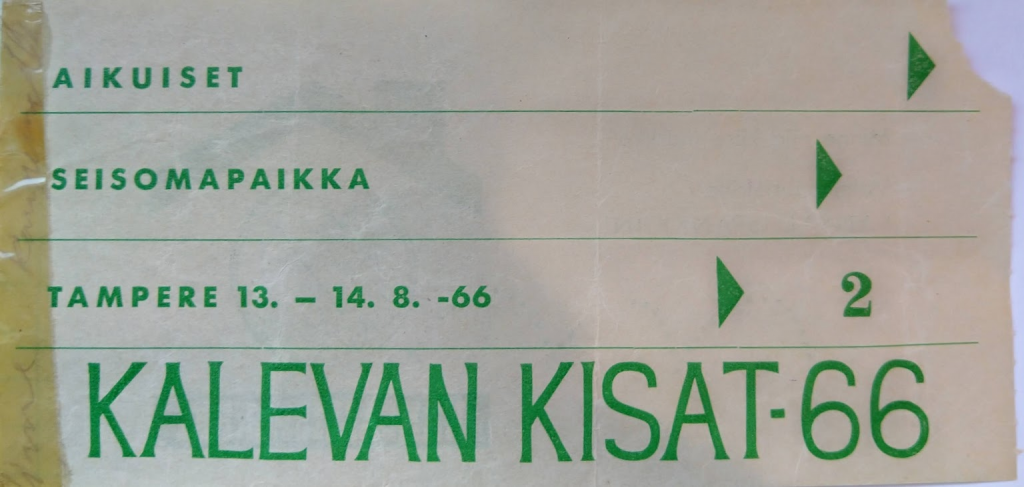 AIKUISET
SEISOMAPAIKKA
TAMPERE 13. – 14. 8. -66 2
KALEVAN KISAT-66